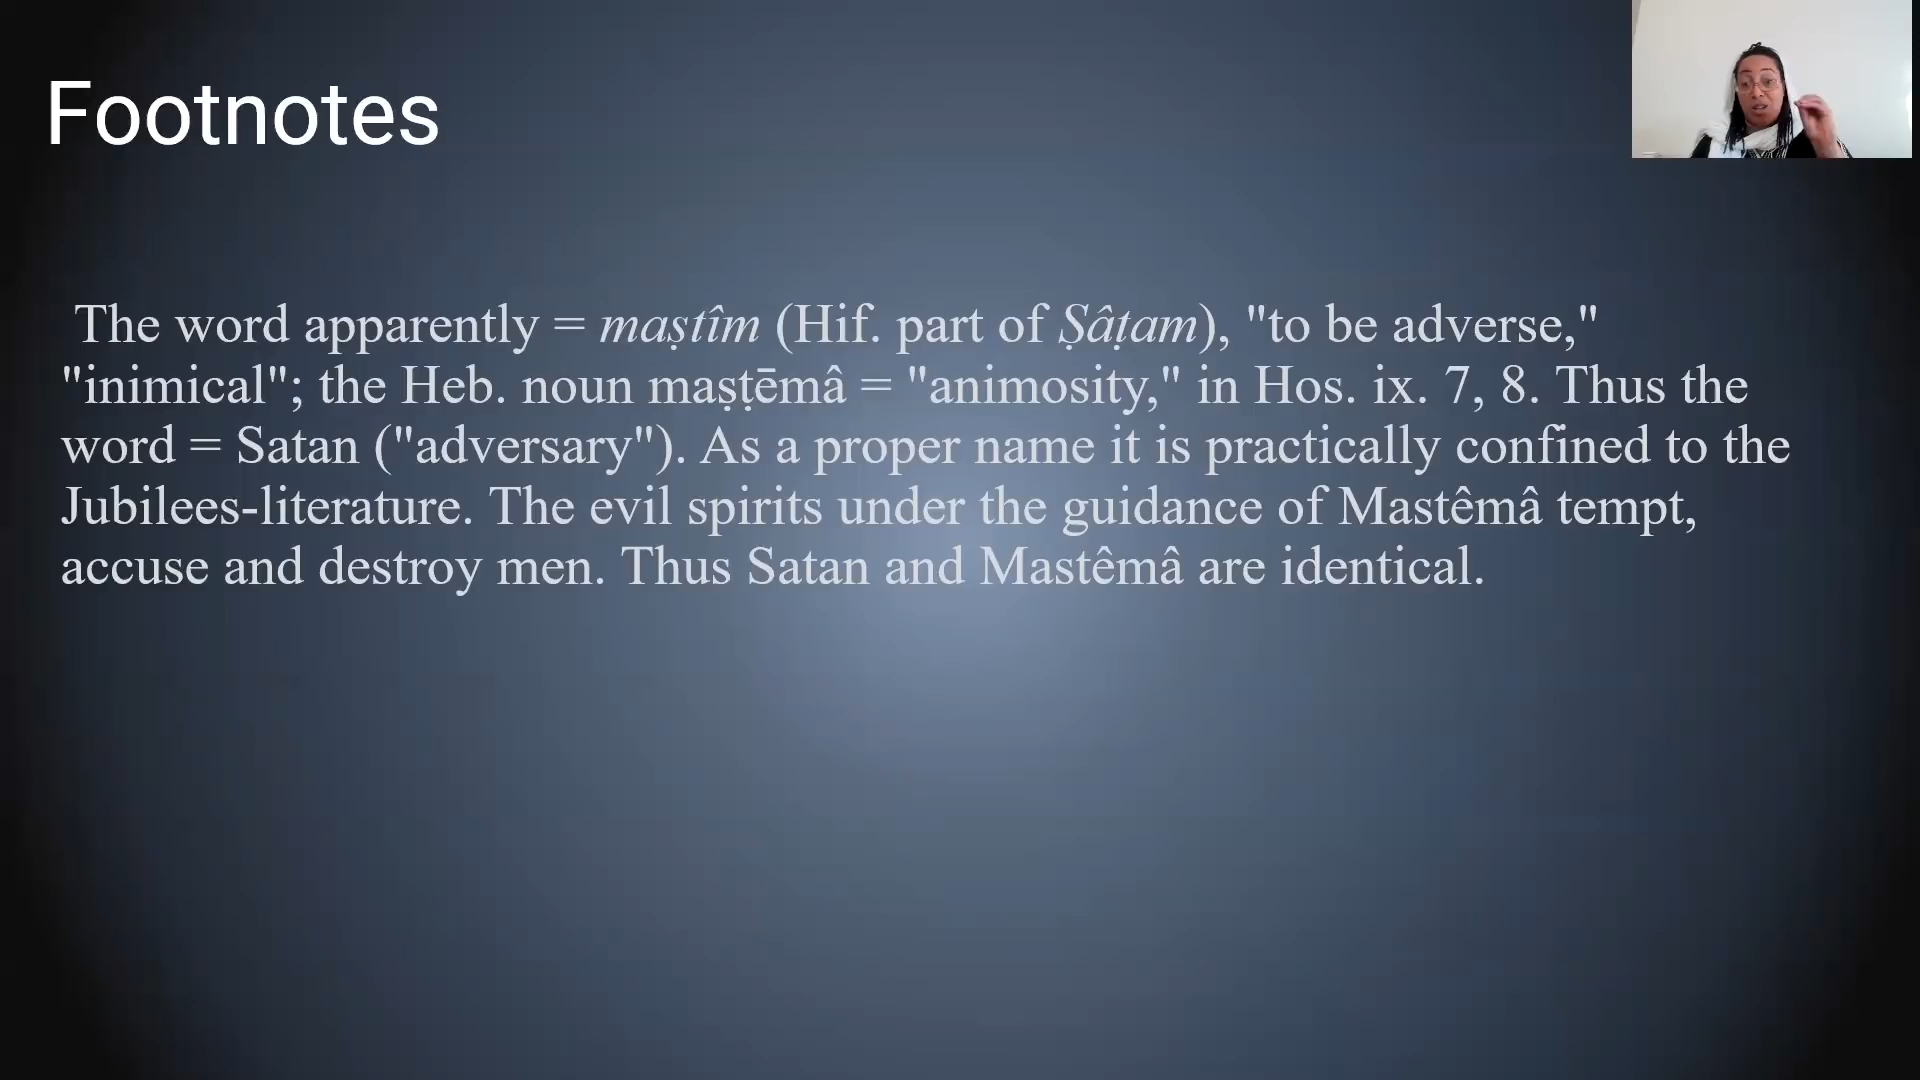 Footnotes
The word apparently = maṣtîm (Hif. part of Ṣâṭam), "to be adverse,"
"inimical"; the Heb. noun maṣṭēmâ = "animosity," in Hos. ix. 7, 8. Thus the
word = Satan ("adversary"). As a proper name it is practically confined to the
Jubilees-literature. The evil spirits under the guidance of Mastêmâ tempt,
accuse and destroy men. Thus Satan and Mastêmâ are identical.